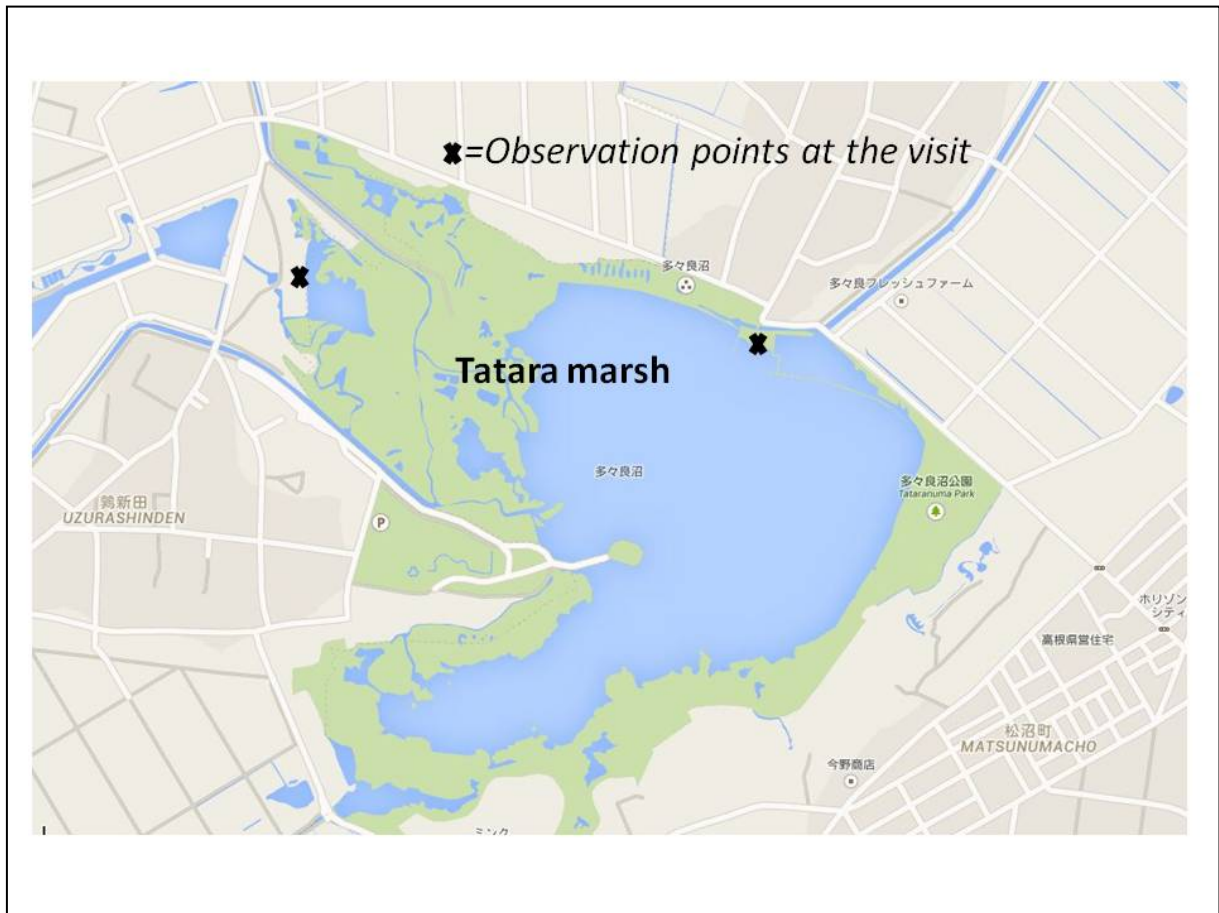 ✖=Observation points at the visit
多々良沼
多々良フレッシュファーム
Tatara marsh
多々良沼
多々良沼公園
Tataranuma Park
鶉新田
UZURASHINDEN
P
ホリゾン
シティ
高根県営住宅
松沼町
MATSUNUMACHO
今野商店
ミンク